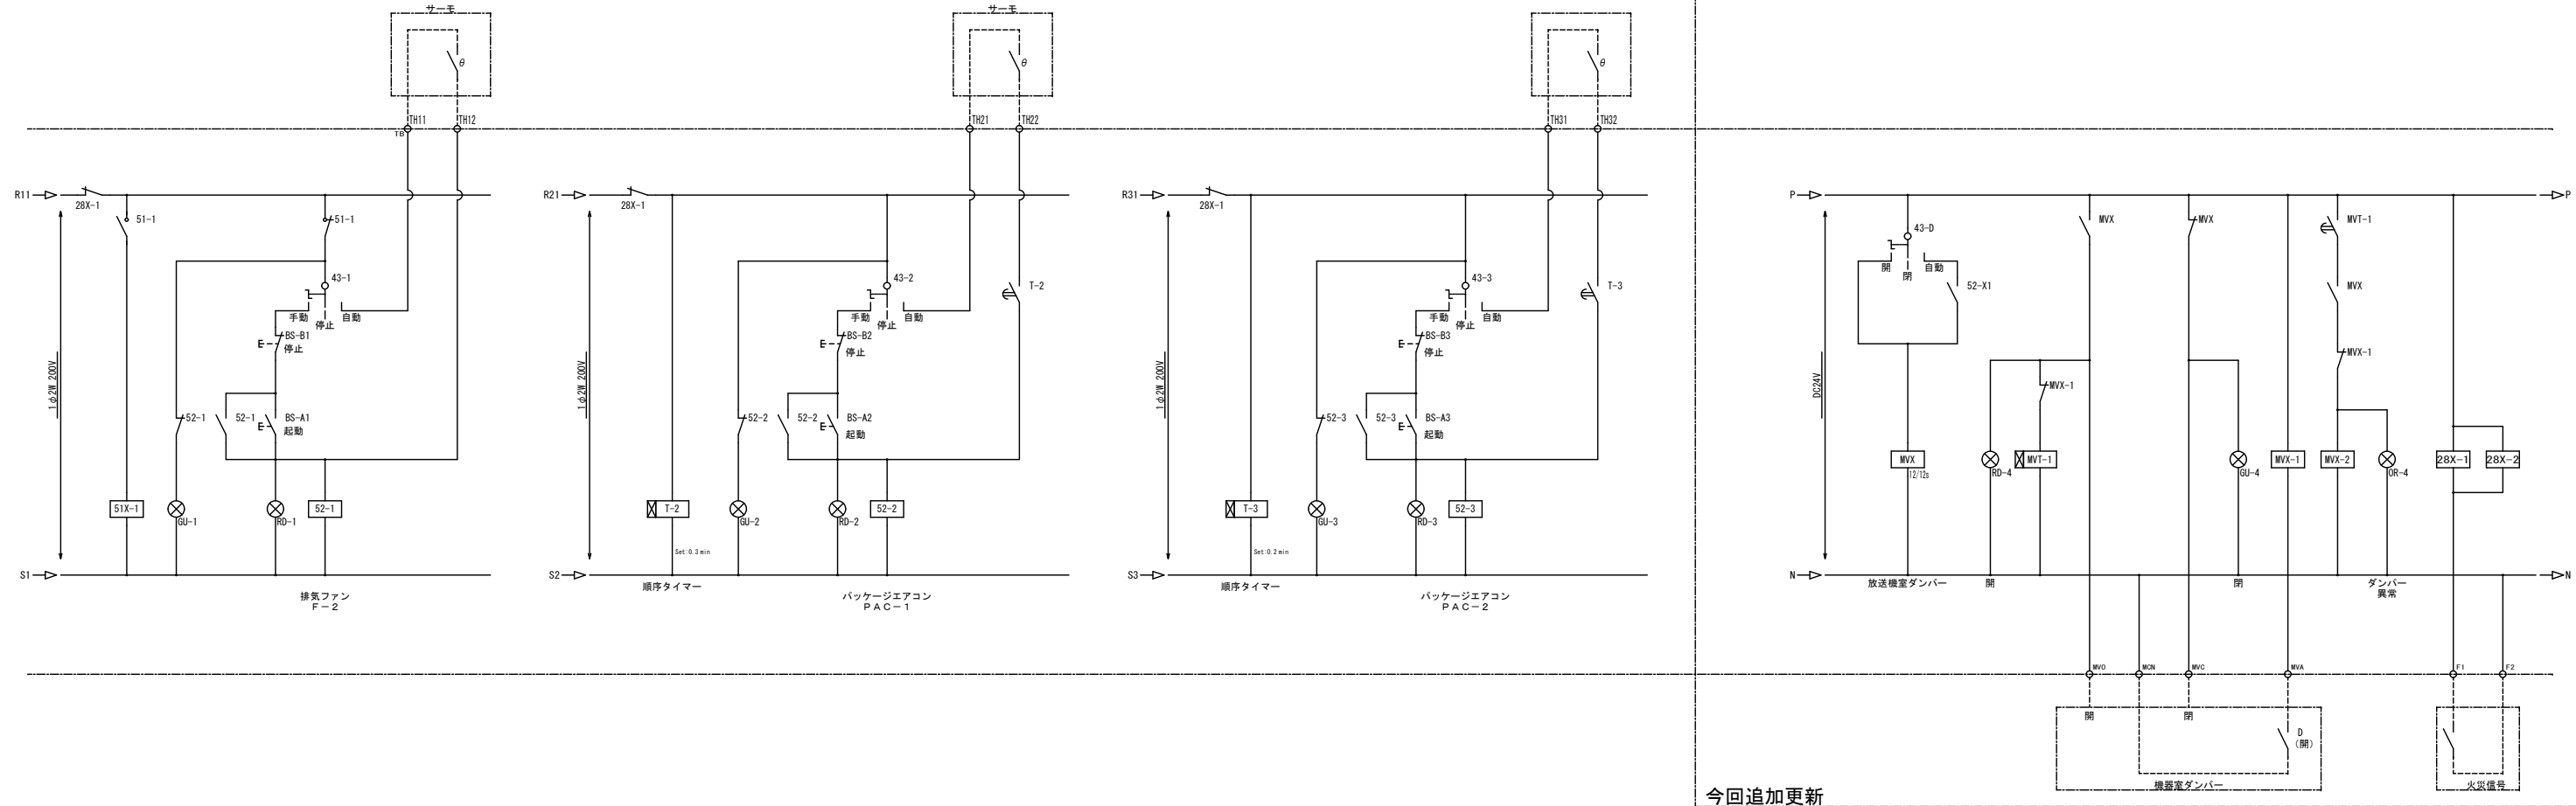 サーモ
θ
TB
TH11
TH12
サーモ
θ
TH21
TH22
θ
TH31
TH32
R11
28X-1
51-1
51-1
43-1
手動
停止
自動
BS-B1
停止
1φ2W 200V
52-1
52-1
BS-A1
起動
51X-1
GU-1
RD-1
52-1
S1
排気ファン
F-2
R21
28X-1
43-2
手動
停止
自動
T-2
BS-B2
停止
1φ2W 200V
52-2
52-2
BS-A2
起動
T-2
GU-2
RD-2
52-2
Set:0.3min
S2
順序タイマー
パッケージエアコン
PAC-1
R31
28X-1
43-3
手動
停止
自動
T-3
BS-B3
停止
1φ2W 200V
52-3
52-3
BS-A3
起動
T-3
GU-3
RD-3
52-3
Set:0.2min
S3
順序タイマー
パッケージエアコン
PAC-2
P
P
43-D
開
閉
自動
52-X1
MVX
MVX
MVT-1
MVX
MVX-1
MVX-1
DC24V
MVX
12/12s
RD-4
MVT-1
GU-4
MVX-1
MVX-2
OR-4
28X-1
28X-2
N
N
放送機室ダンパー
開
閉
ダンパー
異常
MVO
MCN
MVC
MVA
F1
F2
開
閉
D
(開)
機器室ダンパー
火災信号
今回追加更新